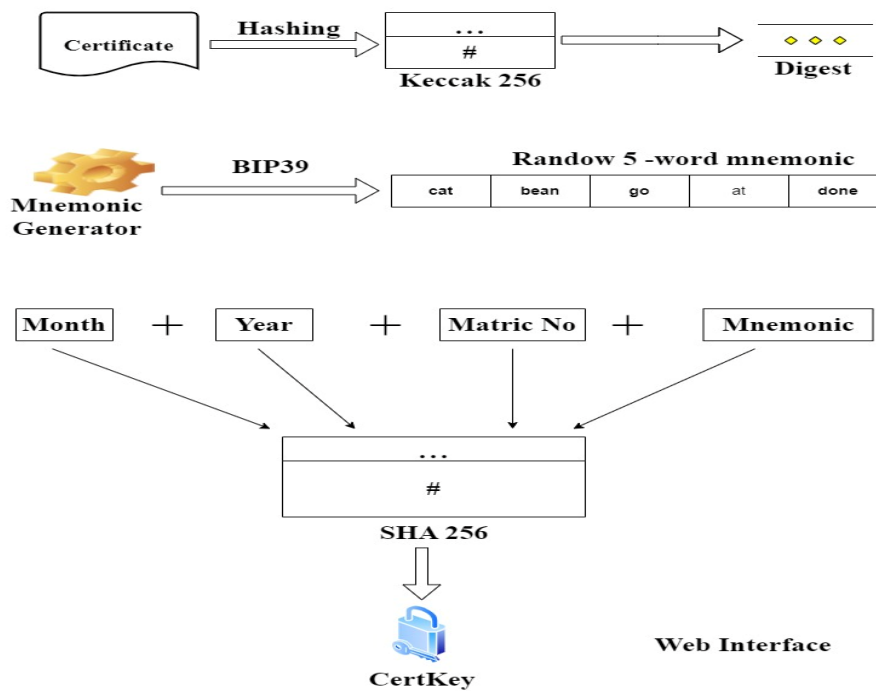 Certificate
Hashing
...
#
Keccak 256
Digest
Mnemonic
Generator
BIP39
Randow 5 -word mnemonic
cat bean go at done
Month + Year + Matric No + Mnemonic
...
#
SHA 256
CertKey
Web Interface